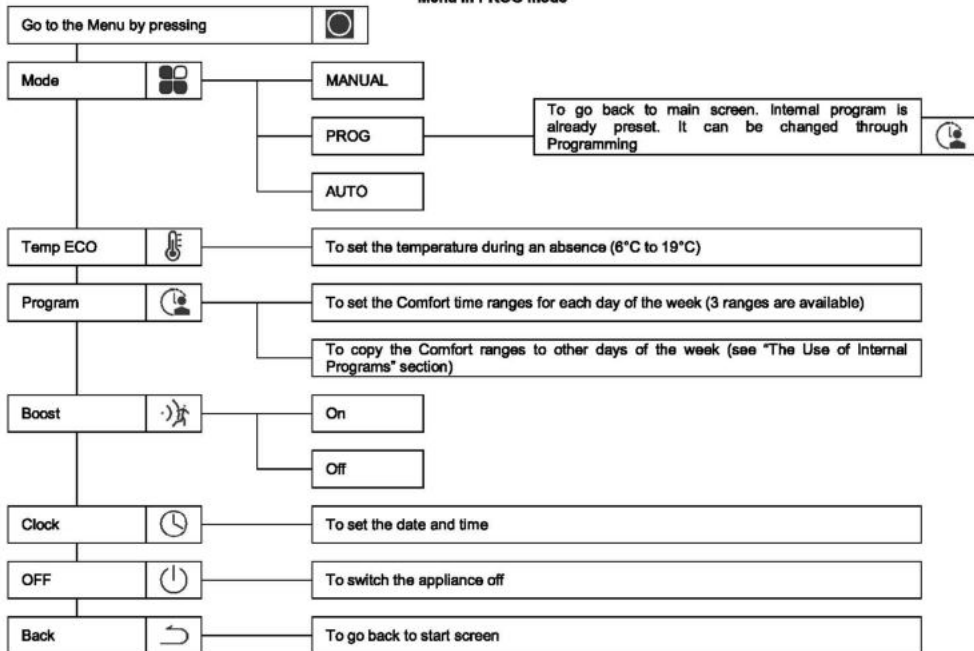 Menu in PROG mode
Go to the Menu by pressing
Mode
MANUAL
PROG
To go back to main screen. Internal program is
already preset. It can be changed through
Programming
AUTO
Temp ECO
To set the temperature during an absence (6°C to 19°C)
Program
To set the Comfort time ranges for each day of the week (3 ranges are available)
To copy the Comfort ranges to other days of the week (see "The Use of Internal
Programs" section)
Boost
On
Off
Clock
To set the date and time
OFF
To switch the appliance off
Back
To go back to start screen